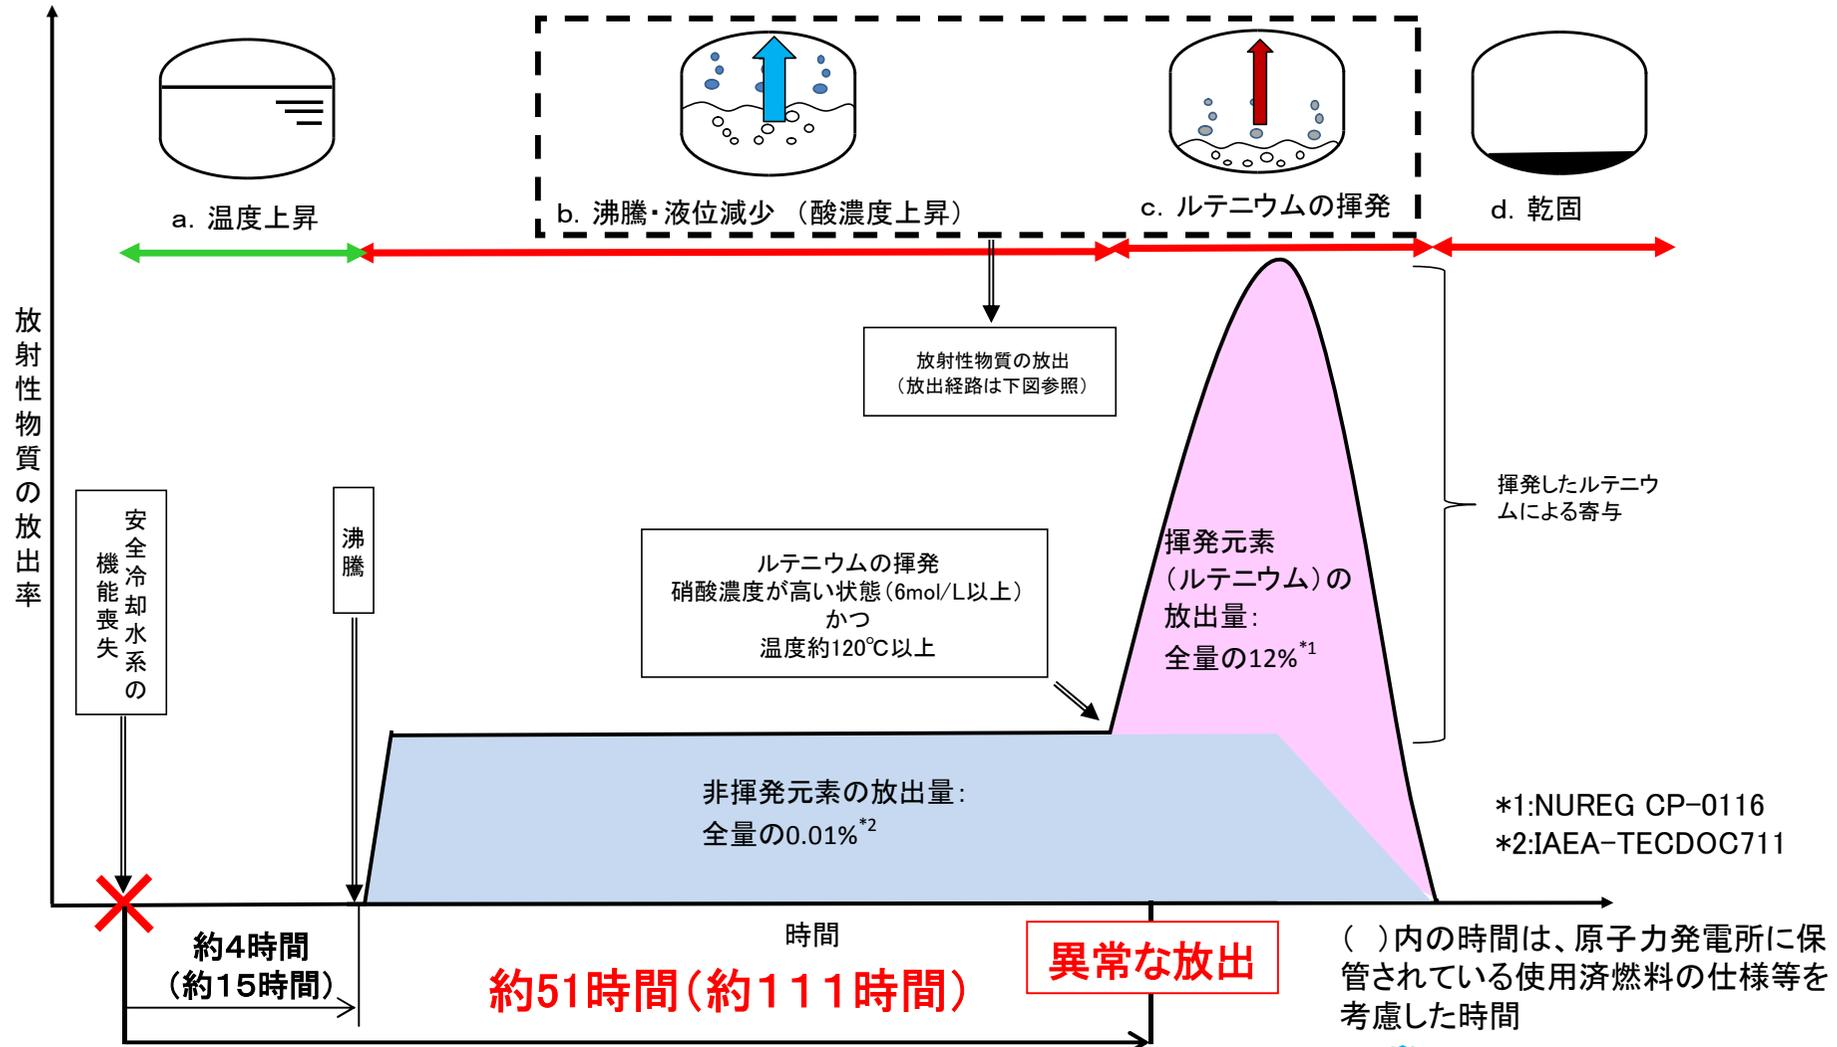 a．温度上昇
b．沸騰・液位減少 （酸濃度上昇）
c．ルテニウムの揮発
d．乾固
放射性物質の放出率
放射性物質の放出
（放出経路は下図参照）
安全冷却水系の
機能喪失
沸騰
ルテニウムの揮発
硝酸濃度が高い状態（6mol/L以上）
かつ
温度約120℃以上
揮発元素
（ルテニウム）の
放出量：
全量の12%*1
揮発したルテニウ
ムによる寄与
非揮発元素の放出量：
全量の0.01%*2
*1:NUREG CP−0116
*2:IAEA−TECDOC711
時間
約4時間
（約15時間）
約51時間（約１１１時間）
異常な放出
（ ）内の時間は、原子力発電所に保
管されている使用済燃料の仕様等を
考慮した時間